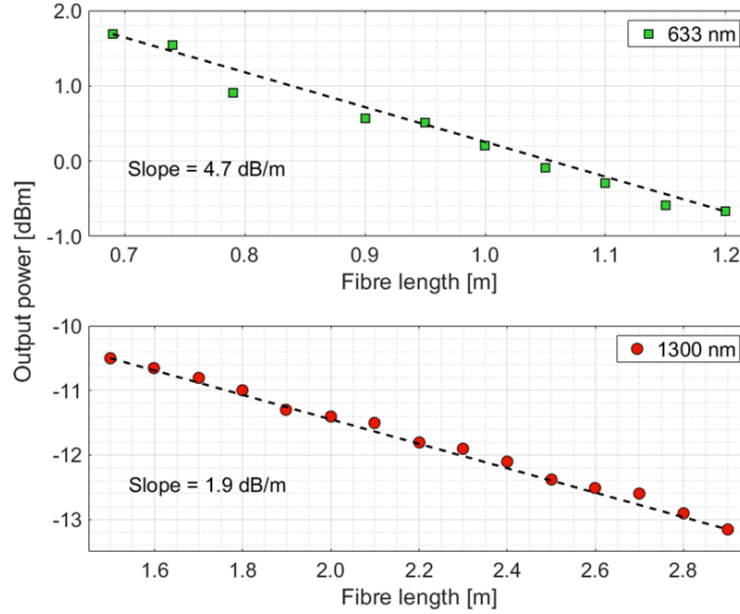 2.0
1.0
0.0
-1.0
633 nm
Slope = 4.7 dB/m
0.7 0.8 0.9 1.0 1.1 1.2
Fibre length [m]
Output power [dBm]
-10
-11
-12
-13
1300 nm
Slope = 1.9 dB/m
1.6 1.8 2.0 2.2 2.4 2.6 2.8
Fibre length [m]